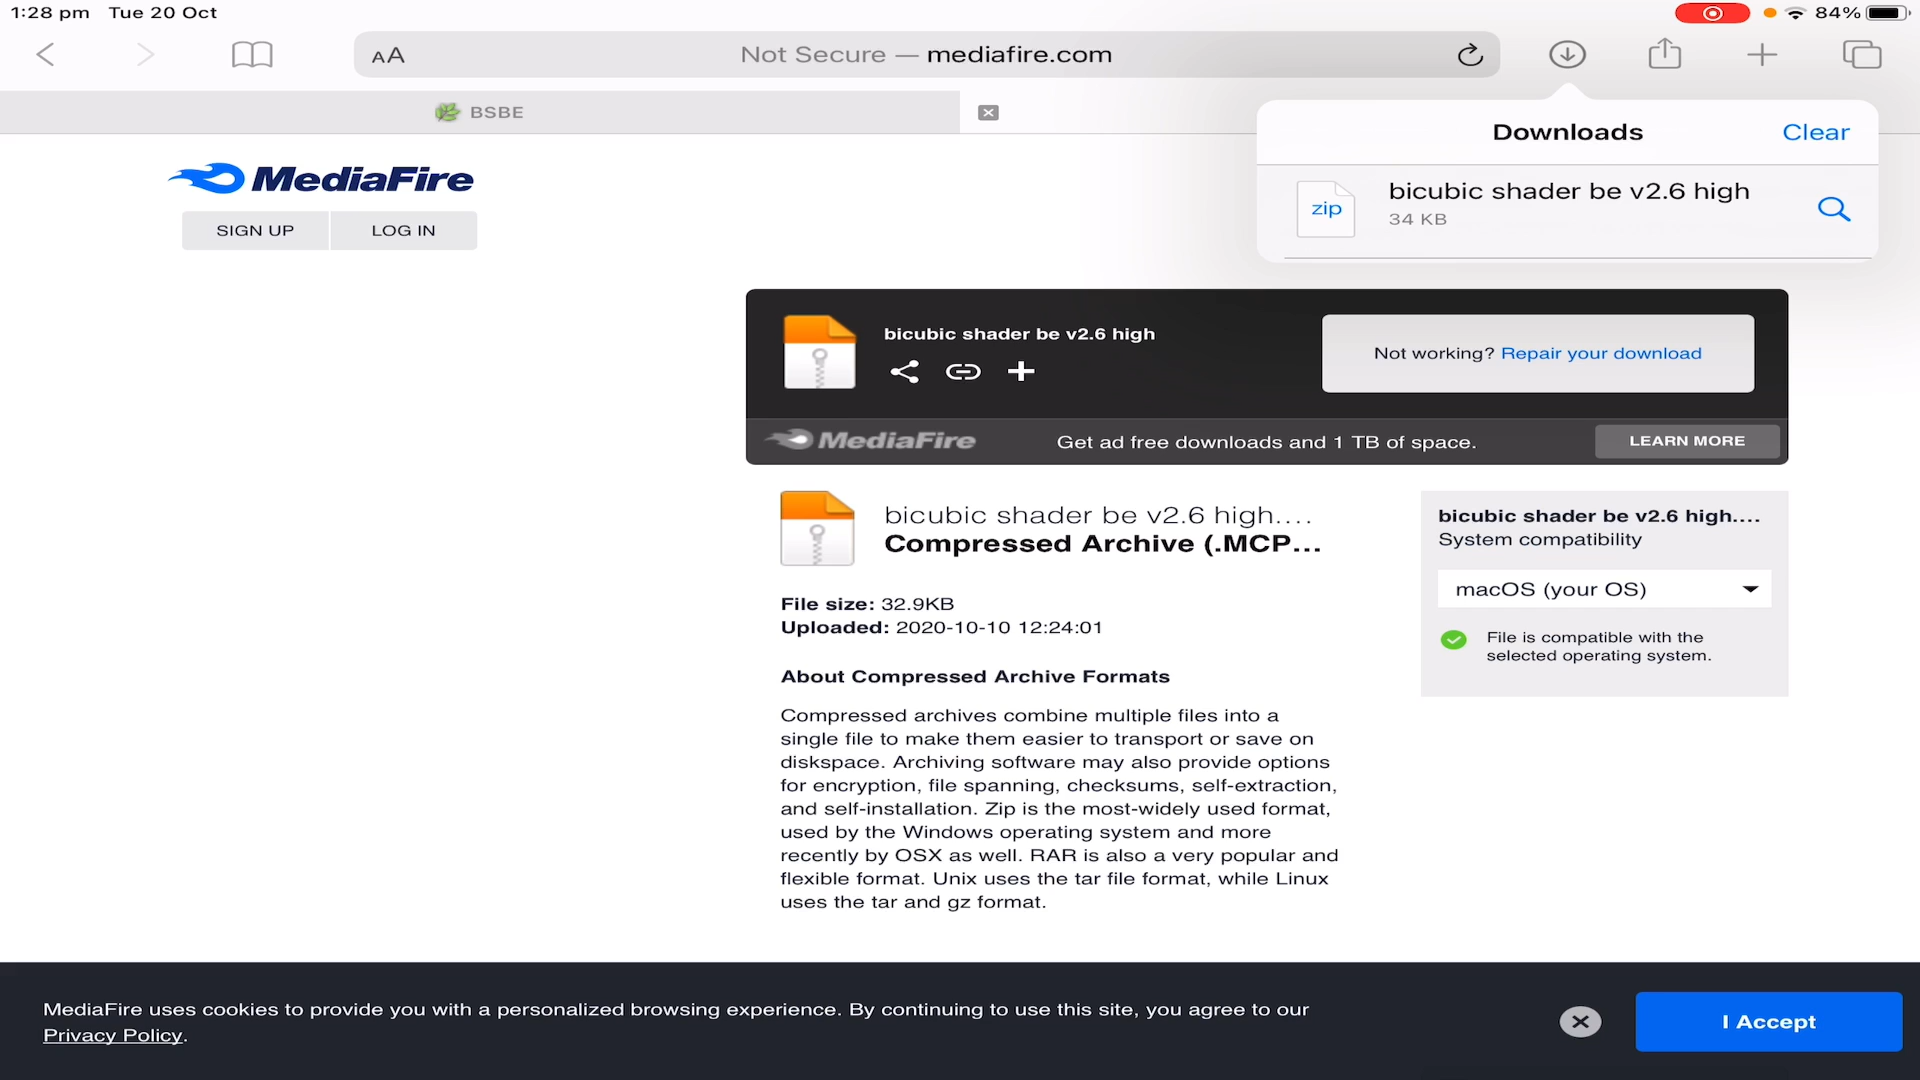 1:28 pm Tue 20 Oct
84%
AA
Not Secure — mediafire.com
BSBE
Downloads
Clear
zip
bicubic shader be v2.6 high
34 KB
MediaFire
SIGN UP
LOG IN
bicubic shader be v2.6 high
Not working? Repair your download
MediaFire
Get ad free downloads and 1 TB of space.
LEARN MORE
bicubic shader be v2.6 high....
Compressed Archive (.MCP...
File size: 32.9KB
Uploaded: 2020-10-10 12:24:01
About Compressed Archive Formats
Compressed archives combine multiple files into a
single file to make them easier to transport or save on
diskspace. Archiving software may also provide options
for encryption, file spanning, checksums, self-extraction,
and self-installation. Zip is the most-widely used format,
used by the Windows operating system and more
recently by OSX as well. RAR is also a very popular and
flexible format. Unix uses the tar file format, while Linux
uses the tar and gz format.
bicubic shader be v2.6 high....
System compatibility
macOS (your OS)
File is compatible with the
selected operating system.
MediaFire uses cookies to provide you with a personalized browsing experience. By continuing to use this site, you agree to our
Privacy Policy.
I Accept